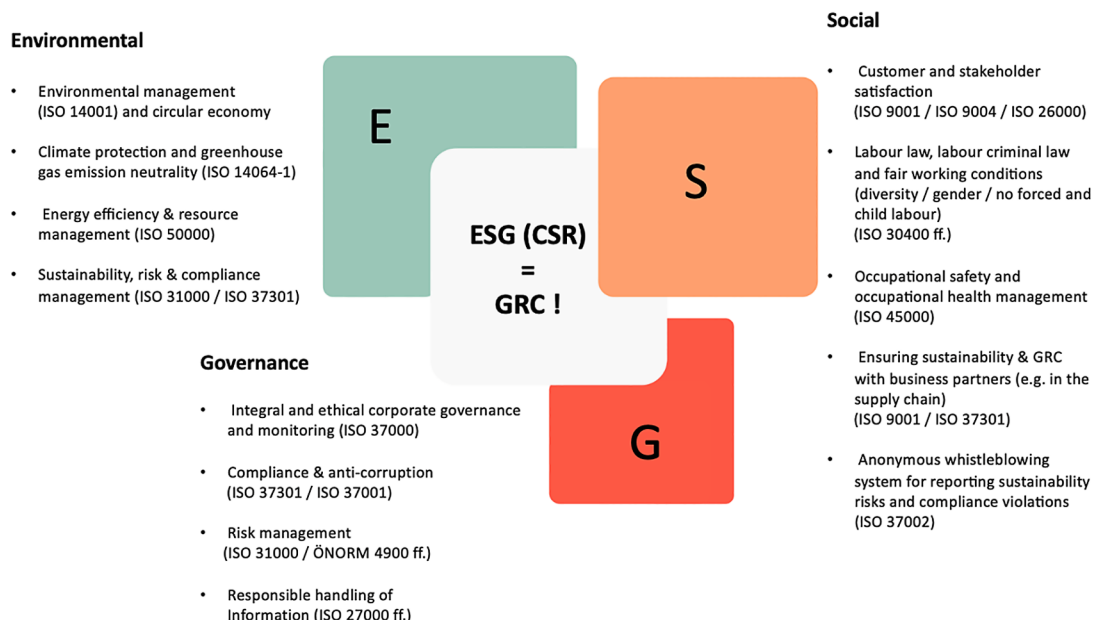 Environmental
• Environmental management
(ISO 14001) and circular economy
• Climate protection and greenhouse
gas emission neutrality (ISO 14064-1)
• Energy efficiency & resource
management (ISO 50000)
• Sustainability, risk & compliance
management (ISO 31000 / ISO 37301)
E
S
ESG (CSR)
=
GRC !
G
Social
• Customer and stakeholder
satisfaction
(ISO 9001 / ISO 9004 / ISO 26000)
• Labour law, labour criminal law
and fair working conditions
(diversity / gender / no forced and
child labour)
(ISO 30400 ff.)
• Occupational safety and
occupational health management
(ISO 45000)
• Ensuring sustainability & GRC
with business partners (e.g. in the
supply chain)
(ISO 9001 / ISO 37301)
• Anonymous whistleblowing
system for reporting sustainability
risks and compliance violations
(ISO 37002)
Governance
• Integral and ethical corporate governance
and monitoring (ISO 37000)
• Compliance & anti-corruption
(ISO 37301 / ISO 37001)
• Risk management
(ISO 31000 / ÖNORM 4900 ff.)
• Responsible handling of
Information (ISO 27000 ff.)